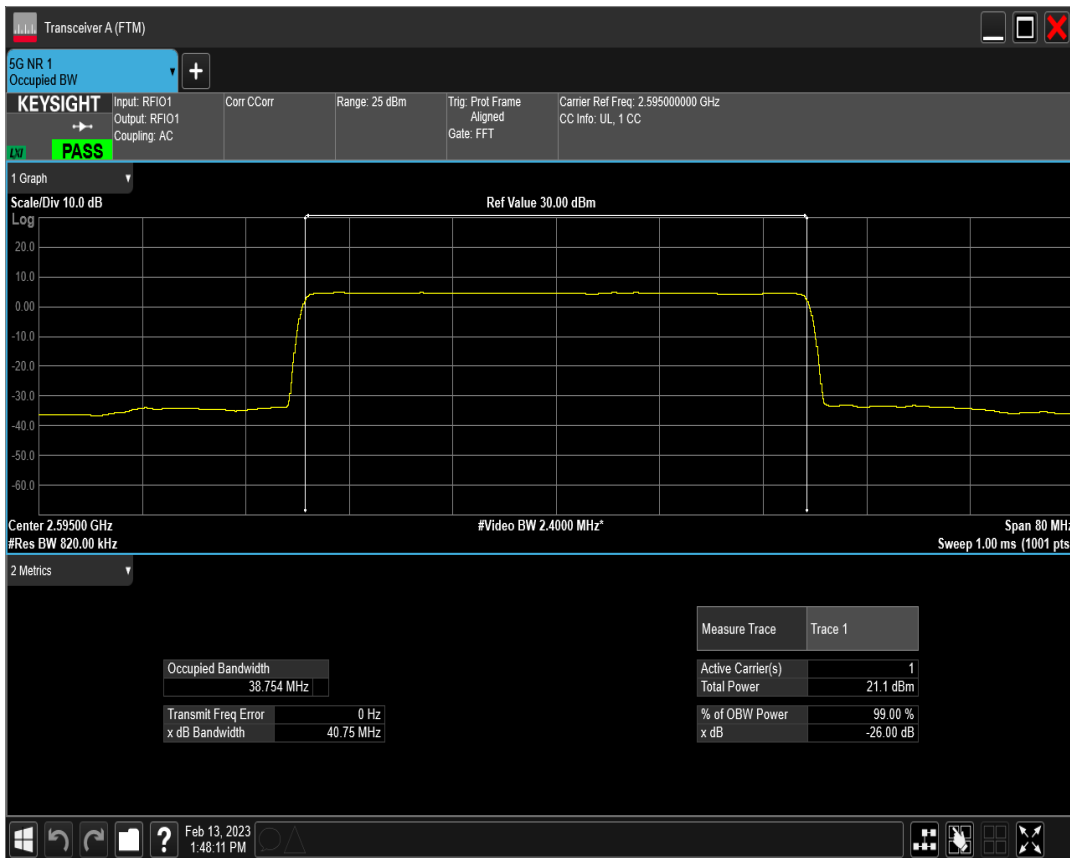 Transceiver A (FTM)
5G NR 1
Occupied BW
+
KEYSIGHT
LXI
PASS
Input: RFIO1
Output: RFIO1
Coupling: AC
Corr CCorr
Range: 25 dBm
Trig: Prot Frame
Aligned
Gate: FFT
Carrier Ref Freq: 2.595000000 GHz
CC Info: UL, 1 CC
1 Graph
Scale/Div 10.0 dB
Ref Value 30.00 dBm
Log
20.0
10.0
0.00
-10.0
-20.0
-30.0
-40.0
-50.0
-60.0
Center 2.59500 GHz
#Video BW 2.4000 MHz*
Span 80 MHz
#Res BW 820.00 kHz
Sweep 1.00 ms (1001 pts
2 Metrics
Measure Trace Trace 1
Occupied Bandwidth
38.754 MHz
Active Carrier(s) 1
Total Power 21.1 dBm
Transmit Freq Error 0 Hz
x dB Bandwidth 40.75 MHz
% of OBW Power 99.00 %
x dB -26.00 dB
?
Feb 13, 2023
1:48:11 PM